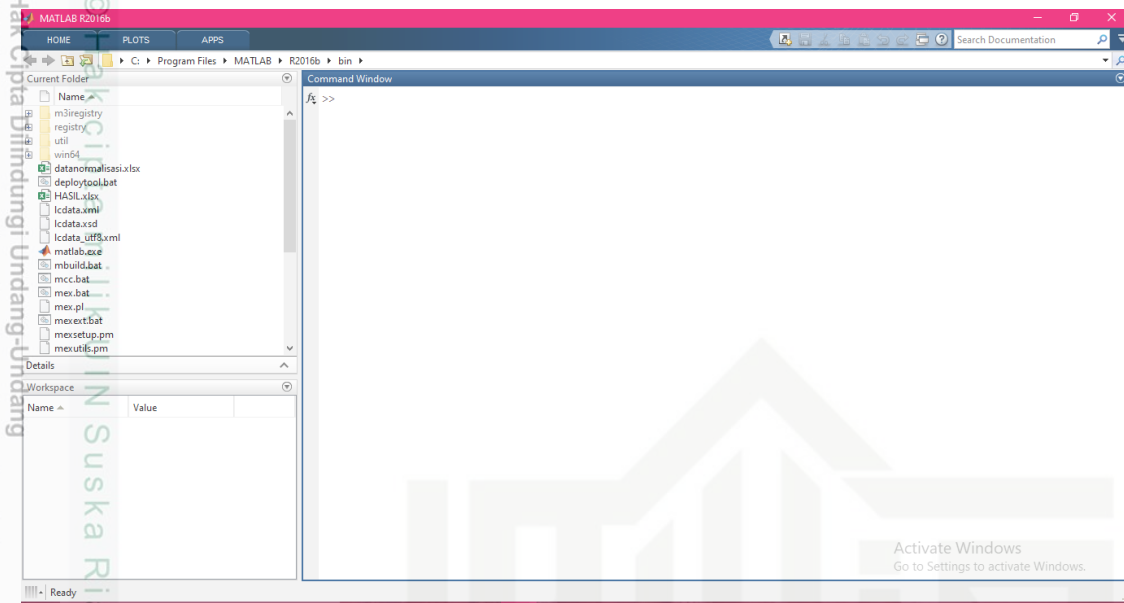 MATLAB R2016b
HOME PLOTS APPS
Search Documentation
C: Program Files MATLAB R2016b bin
Current Folder
Name
m3iregistry
registry
util
win64
datanormalisasi.xlsx
deploytool.bat
HASIL.xlsx
lcdata.xml
lcdata.xsd
lcdata_utf8.xml
matlab.exe
mbuild.bat
mcc.bat
mex.bat
mex.pl
mexext.bat
mexsetup.pm
mexutils.pm
Details
Workspace
Name Value
Command Window
fx >>
Activate Windows
Go to Settings to activate Windows.
Ready
Hak Cipta Dilindungi Undang-Undang
© Hak cipta milik UIN Suska Ri